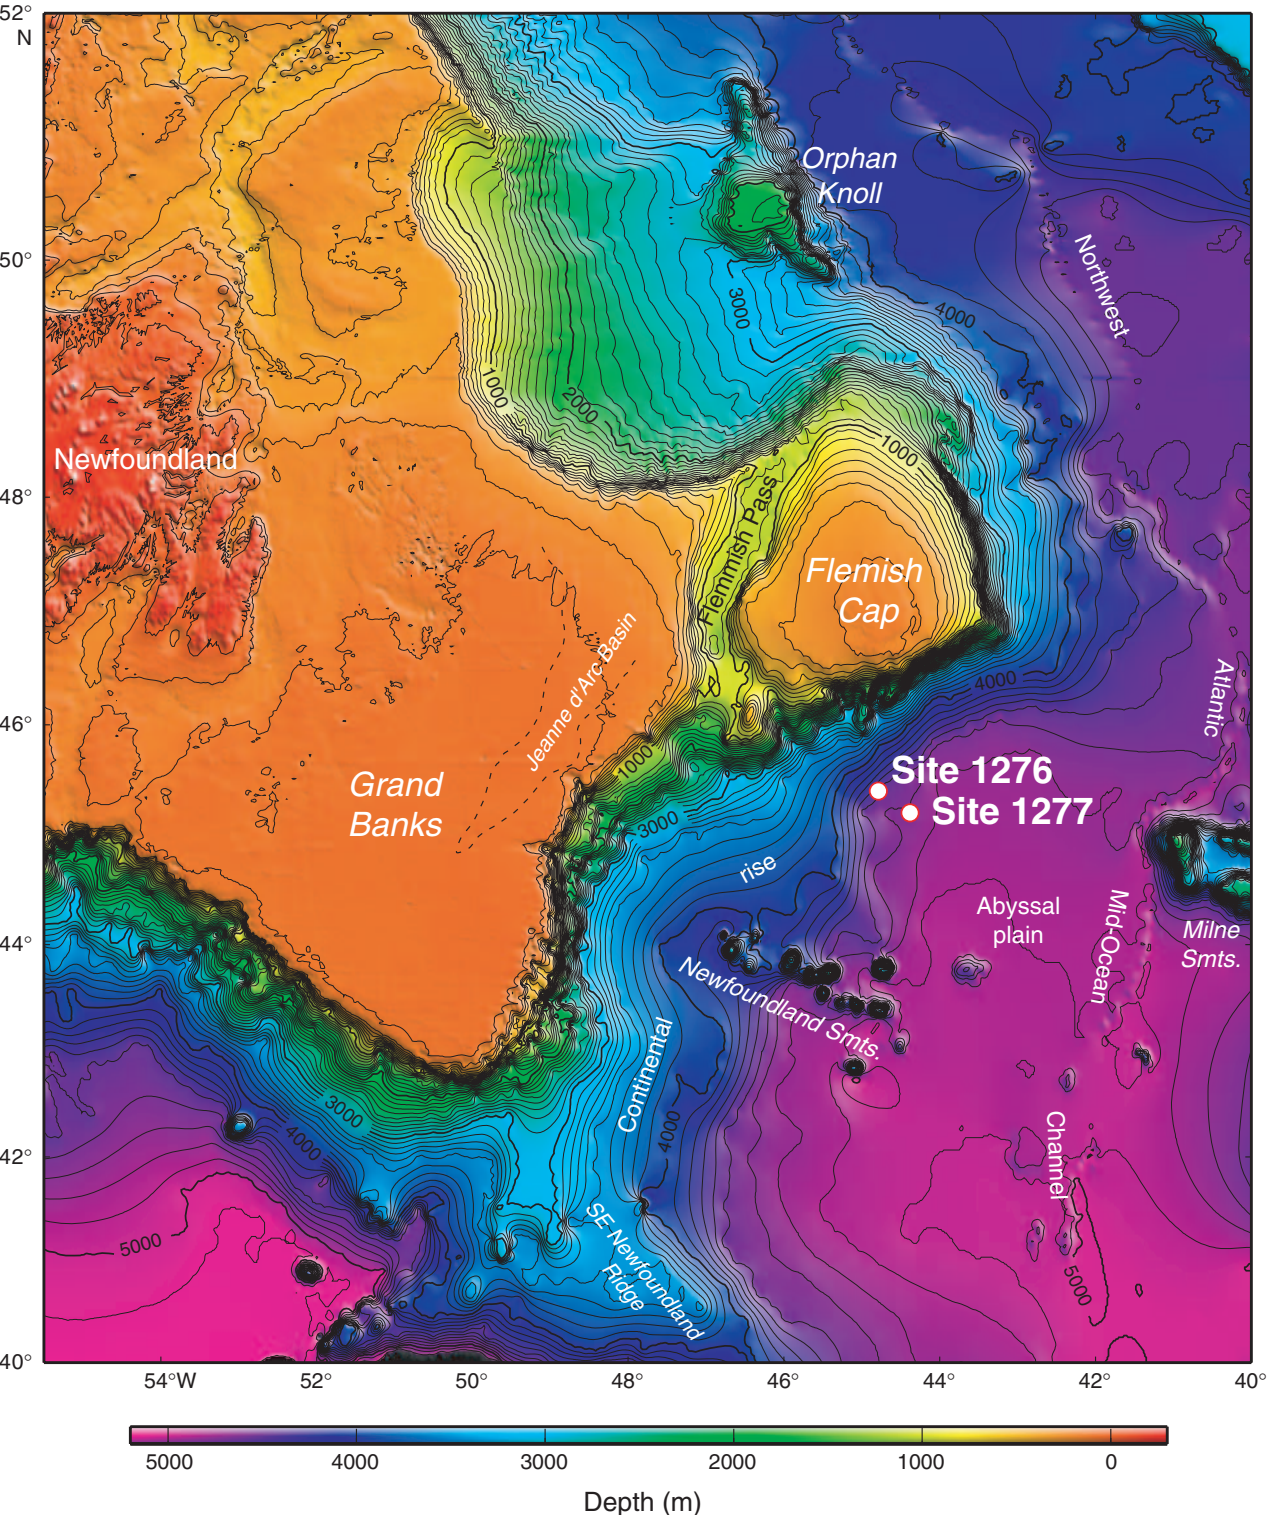 52°
N
Orphan
Knoll
50°
Northwest
3000
4000
1000
2000
1000
Newfoundland
48°
Flemmish Pass
Flemish
Cap
Jeanne d'Arc Basin
4000
46°
Atlantic
1000
Site 1276
Site 1277
Grand
Banks
3000
rise
Abyssal
plain
Mid-Ocean
Milne
Smts.
44°
Newfoundland Smts.
Continental
3000
4000
4000
42°
Channel
SE Newfoundland
Ridge
5000
5000
40°
54°W
52°
50°
48°
46°
44°
42°
40°
5000
4000
3000
2000
1000
0
Depth (m)